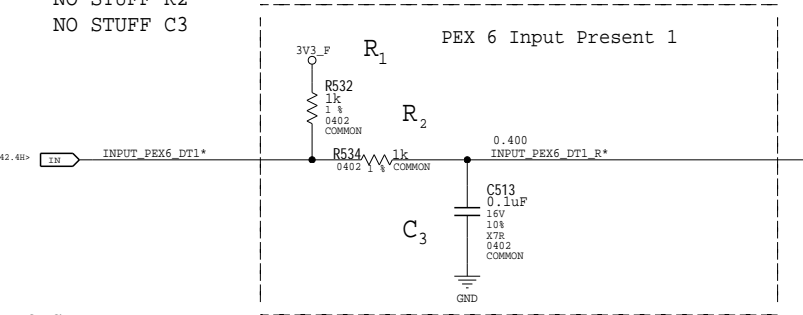 NO STUFF R2
NO STUFF C3
PEX 6 Input Present 1
3V3_F
R1
R532
1k
1 %
0402
COMMON
R2
42.4H>
IN
INPUT_PEX6_DT1*
R534
1k
0402 1 % COMMON
0.400
INPUT_PEX6_DT1_R*
C513
0.1uF
16V
10%
X7R
0402
COMMON
C3
GND